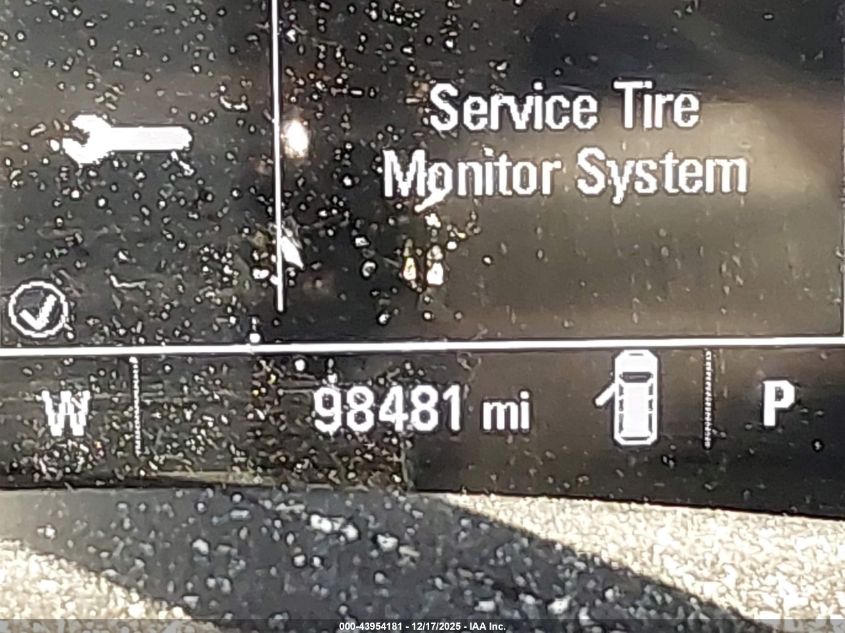 Service Tire
Monitor System
W
98481 mi
P
000-43954181 - 12/17/2025 - IAA Inc.